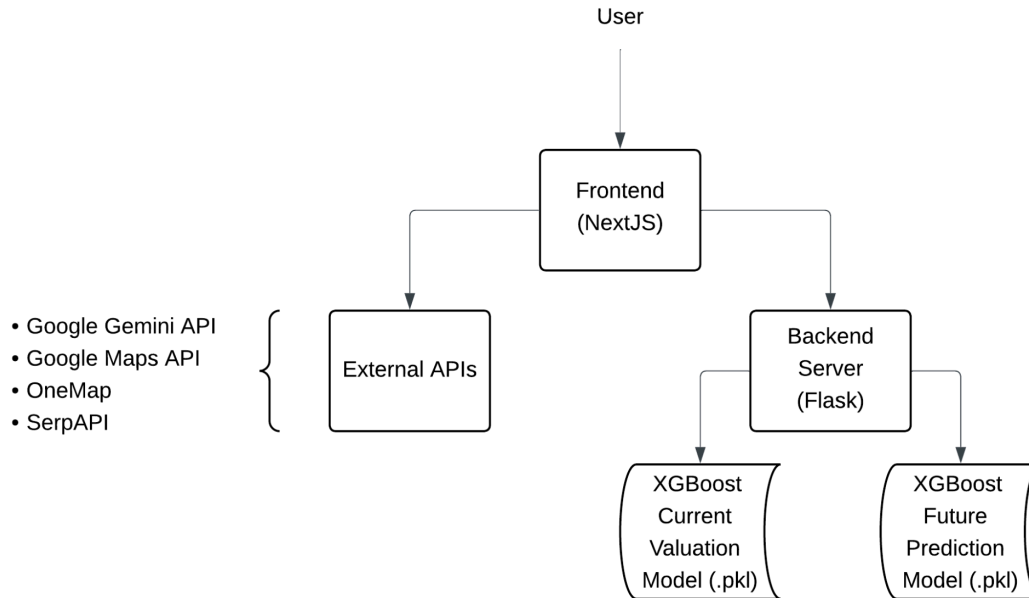 User
Frontend
(NextJS)
• Google Gemini API
• Google Maps API
• OneMap
• SerpAPI
External APIs
Backend
Server
(Flask)
XGBoost
Current
Valuation
Model (.pkl)
XGBoost
Future
Prediction
Model (.pkl)